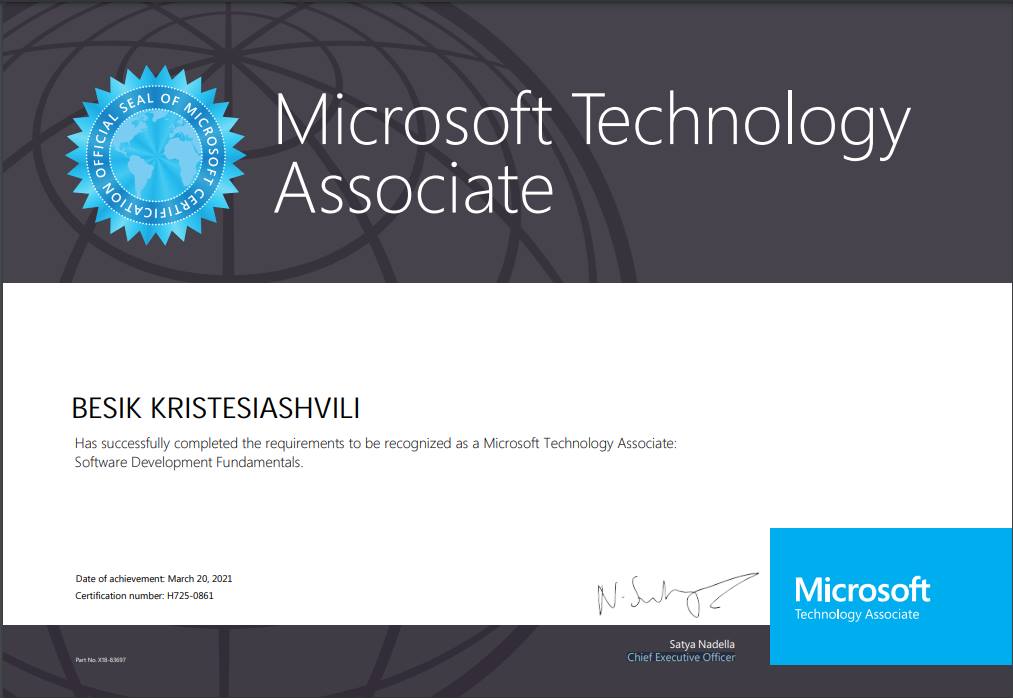 OFFICIAL SEAL OF MICROSOFT CERTIFICATION
Microsoft Technology
Associate
BESIK KRISTESIASHVILI
Has successfully completed the requirements to be recognized as a Microsoft Technology Associate:
Software Development Fundamentals.
Date of achievement: March 20, 2021
Certification number: H725-0861
N. Satya
Satya Nadella
Chief Executive Officer
Part No. X18-83697
Microsoft
Technology Associate